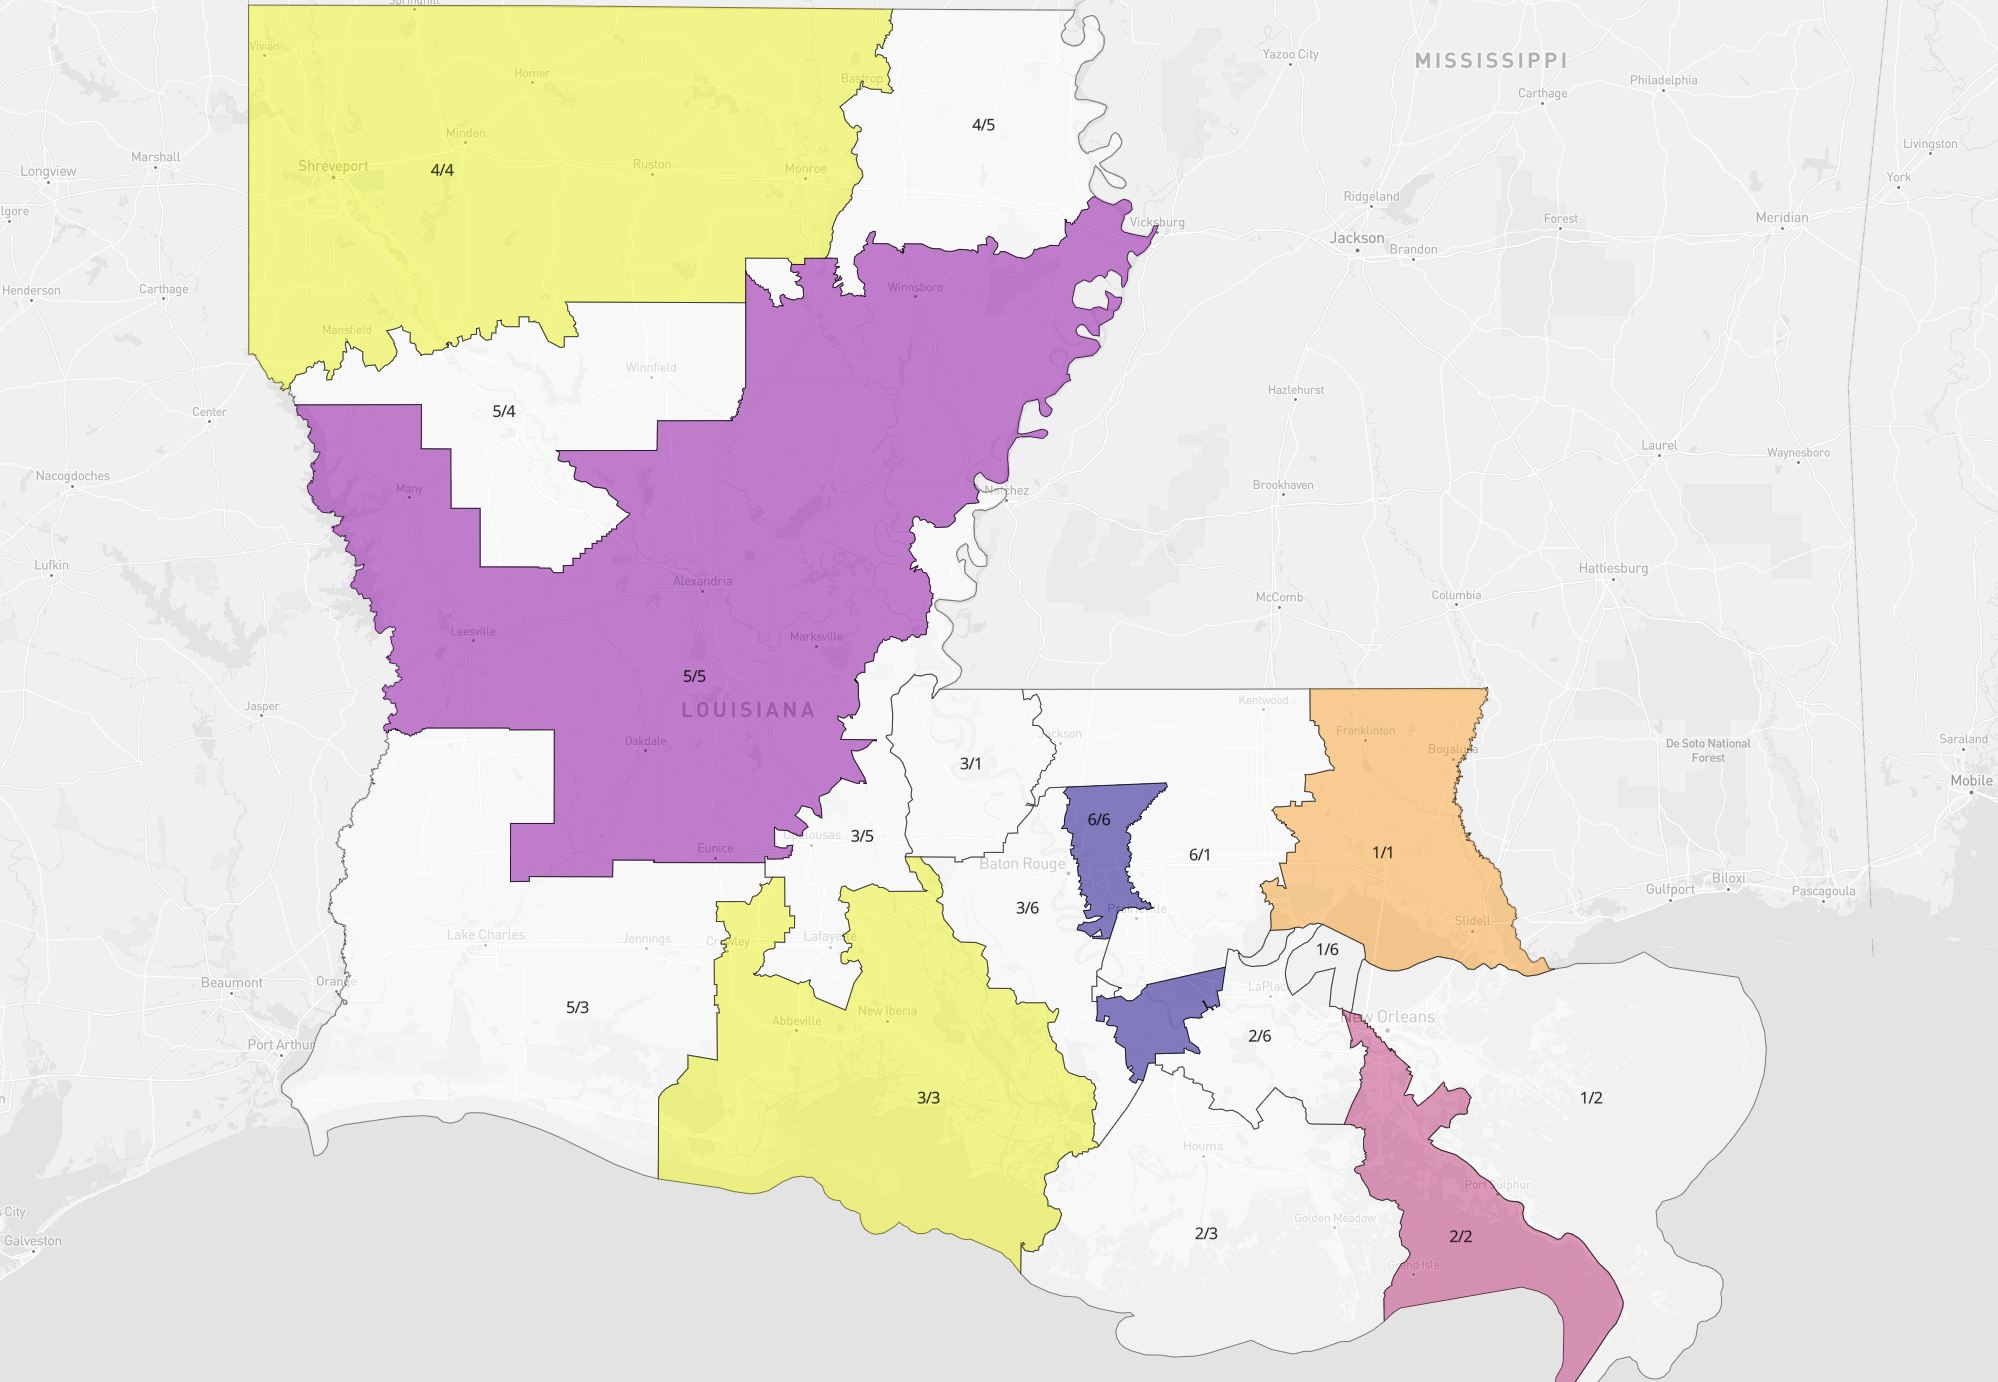 Springhill
Vivian
Homer
Bastrop
Yazoo City
MISSISSIPPI
Philadelphia
Carthage
4/5
Minden
Marshall
Longview
Shreveport
4/4
Ruston
Monroe
Livingston
York
Ridgeland
lgore
Vicksburg
Forest
Meridian
Jackson
Brandon
Henderson
Carthage
Winnsboro
Mansfield
Winnfield
Hazlehurst
Center
5/4
Laurel
Waynesboro
Nacogdoches
Many
Natchez
Brookhaven
Lufkin
Alexandria
Hattiesburg
McComb
Columbia
Leesville
Marksville
5/5
LOUISIANA
Jasper
Kentwood
Oakdale
Jackson
Franklinton
Bogalusa
De Soto National
Forest
Saraland
Mobile
3/1
6/6
Opelousas
3/5
Eunice
6/1
1/1
Baton Rouge
Biloxi
Gulfport
Pascagoula
3/6
Prairieville
Slidell
Lake Charles
Jennings
Crowley
Lafayette
1/6
Beaumont
Orange
LaPlace
5/3
Abbeville
New Iberia
New Orleans
2/6
Port Arthur
3/3
1/2
Houma
Port Sulphur
s City
Golden Meadow
Galveston
2/3
2/2
Grand Isle